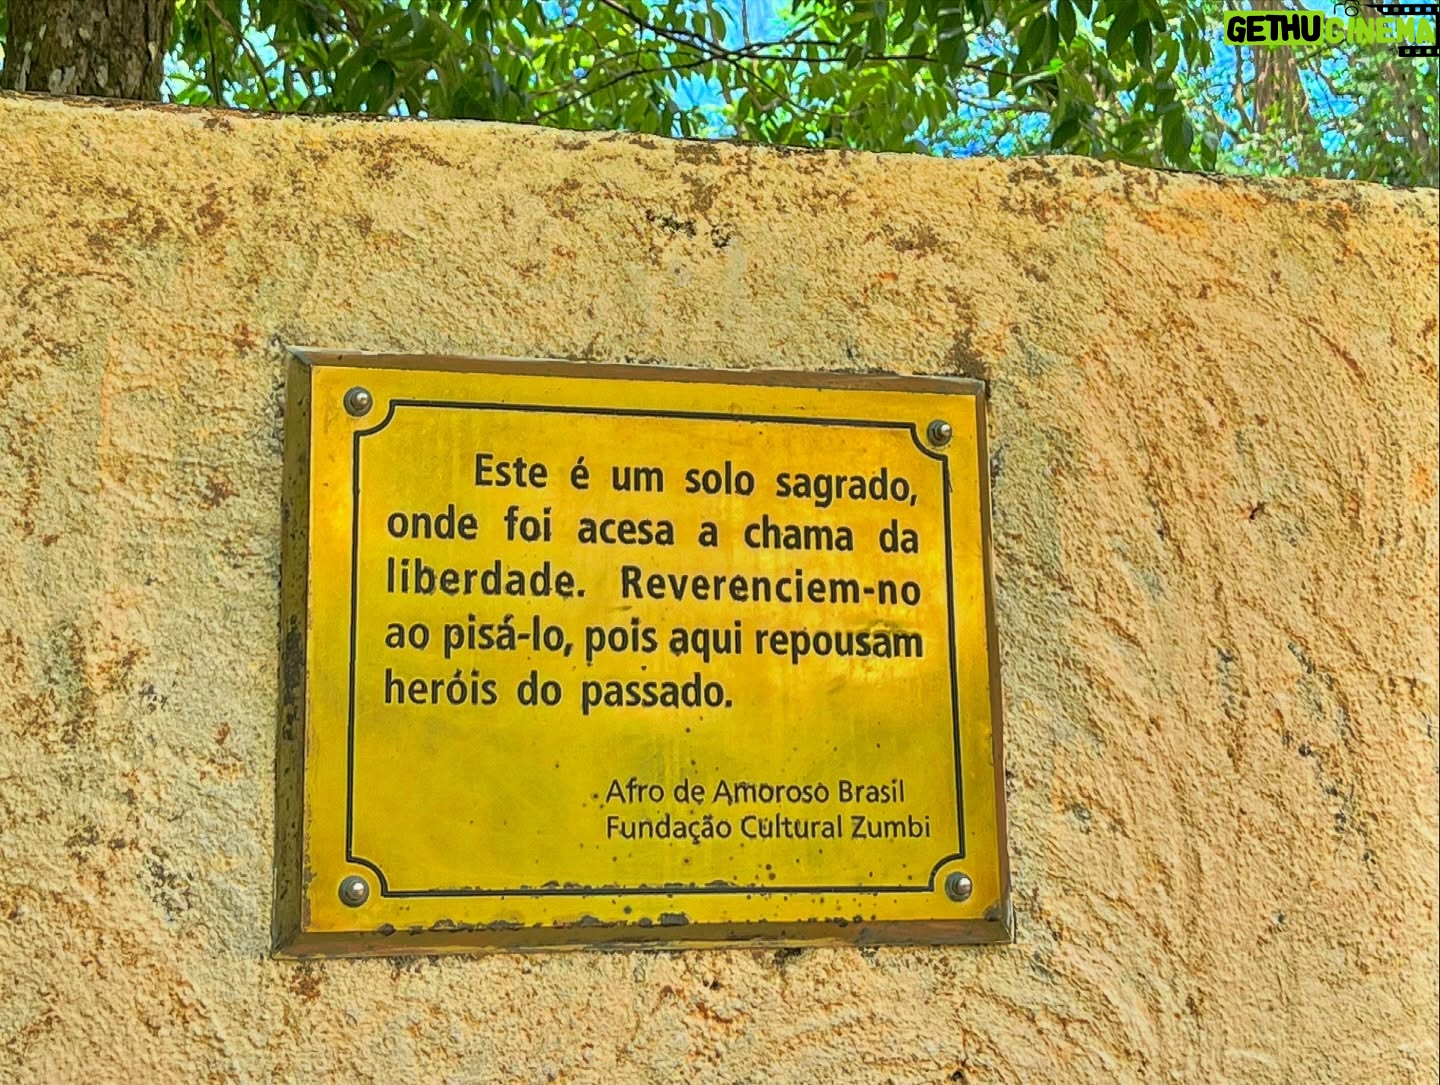 GETHUCINEMA
Este é um solo sagrado,
onde foi acesa a chama da
liberdade. Reverenciem-no
ao pisá-lo, pois aqui repousam
heróis do passado.
Afro de Amoroso Brasil
Fundação Cultural Zumbi